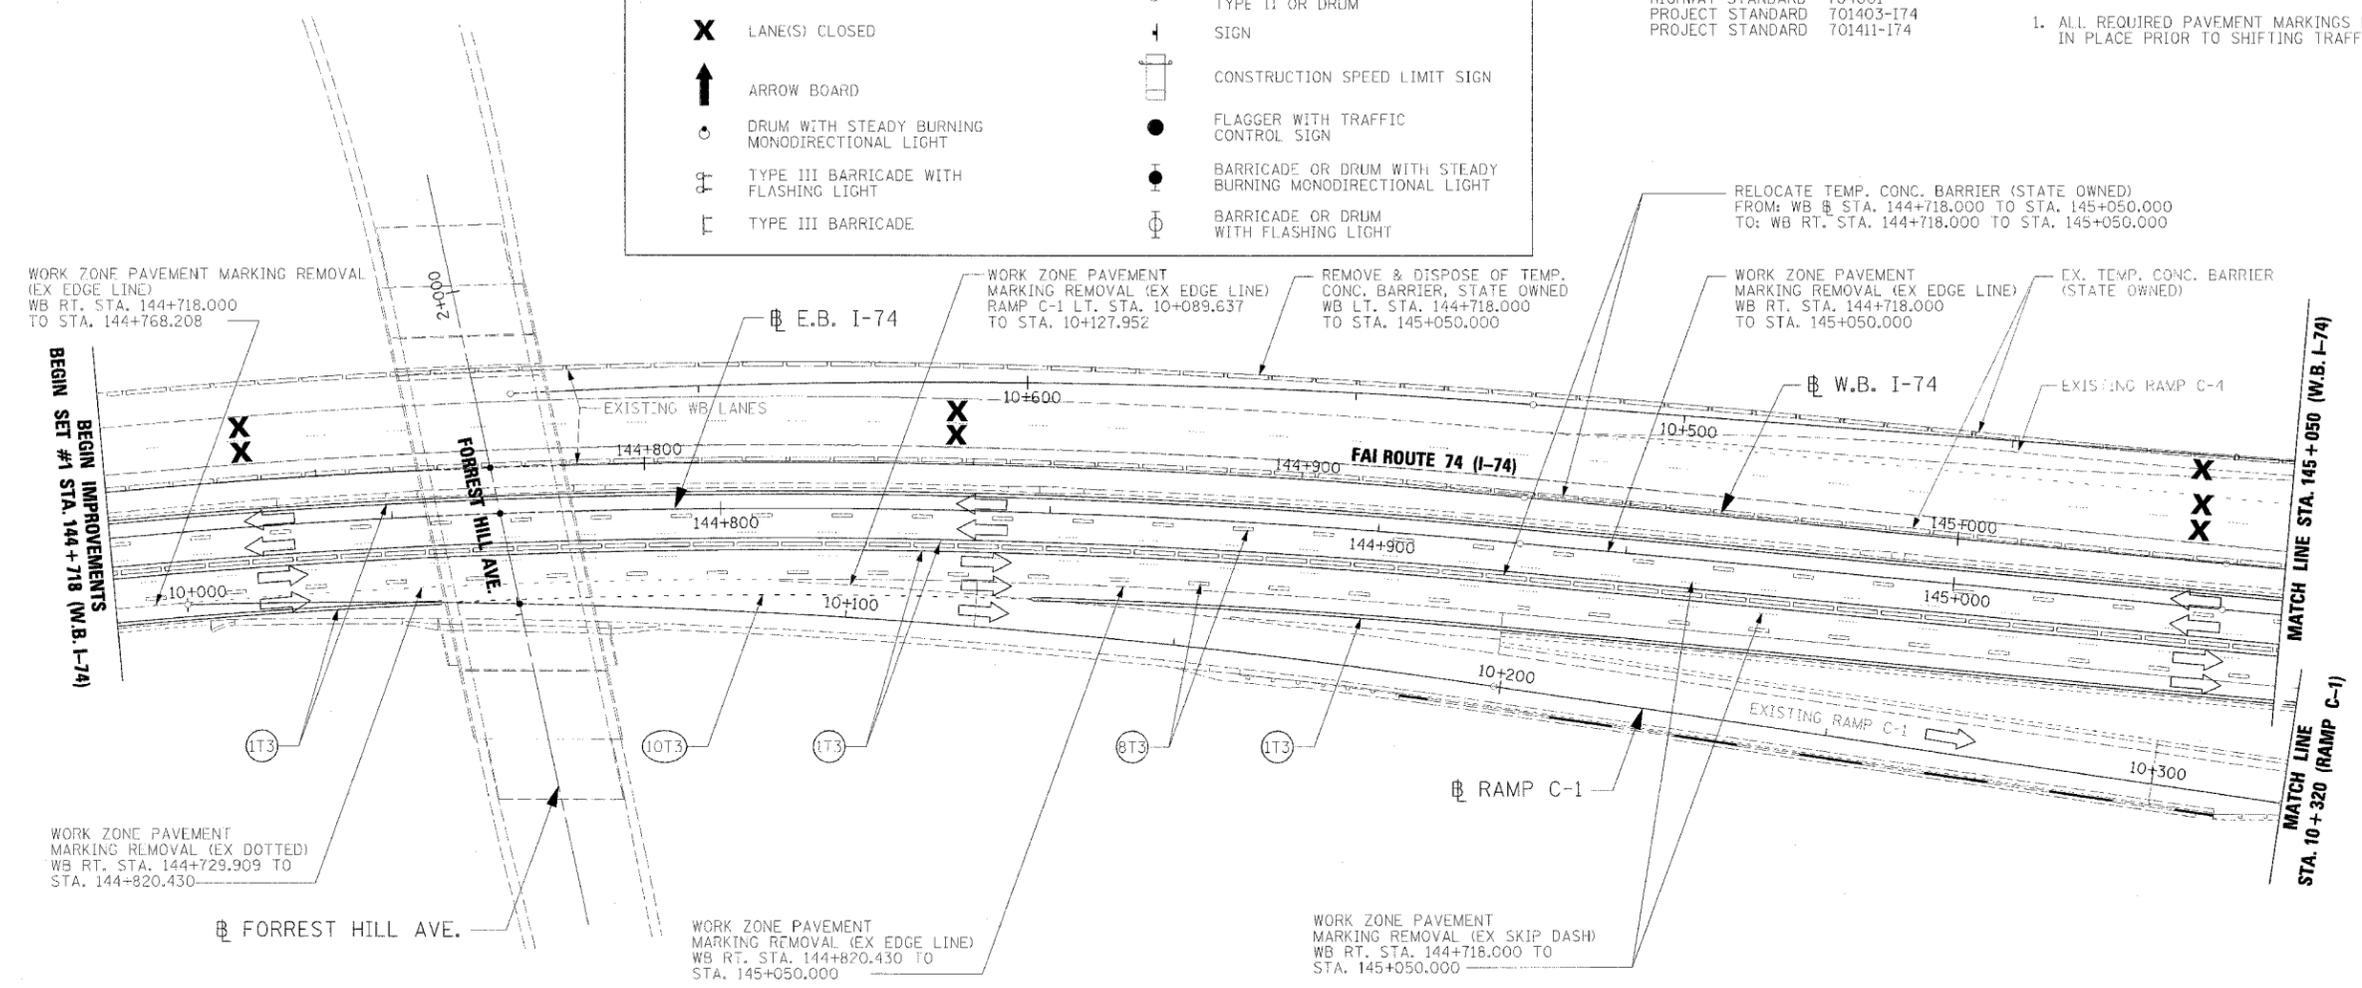 TYPE II OR DRUM
PROJECT STANDARD 701403-I74
PROJECT STANDARD 701411-I74
1. ALL REQUIRED PAVEMENT MARKINGS
IN PLACE PRIOR TO SHIFTING TRAFF
X LANE(S) CLOSED
SIGN
ARROW BOARD
CONSTRUCTION SPEED LIMIT SIGN
DRUM WITH STEADY BURNING
MONODIRECTIONAL LIGHT
FLAGGER WITH TRAFFIC
CONTROL SIGN
TYPE III BARRICADE WITH
FLASHING LIGHT
BARRICADE OR DRUM WITH STEADY
BURNING MONODIRECTIONAL LIGHT
TYPE III BARRICADE
BARRICADE OR DRUM
WITH FLASHING LIGHT
RELOCATE TEMP. CONC. BARRIER (STATE OWNED)
FROM: WB BL STA. 144+718.000 TO STA. 145+050.000
TO: WB RT. STA. 144+718.000 TO STA. 145+050.000
WORK ZONE PAVEMENT MARKING REMOVAL
(EX EDGE LINE)
WB RT. STA. 144+718.000
TO STA. 144+768.208
2+000
WORK ZONE PAVEMENT
MARKING REMOVAL (EX EDGE LINE)
RAMP C-1 LT. STA. 10+089.637
TO STA. 10+127.952
REMOVE & DISPOSE OF TEMP.
CONC. BARRIER, STATE OWNED
WB LT. STA. 144+718.000
TO STA. 145+050.000
WORK ZONE PAVEMENT
MARKING REMOVAL (EX EDGE LINE)
WB RT. STA. 144+718.000
TO STA. 145+050.000
EX. TEMP. CONC. BARRIER
(STATE OWNED)
BL E.B. I-74
BL W.B. I-74
EXISTING RAMP C-4
BEGIN IMPROVEMENTS
BEGIN SET #1 STA. 144+718 (W.B. I-74)
EXISTING WB LANES
10+600
X
X
X
X
10+500
144+800
144+900
FAI ROUTE 74 (I-74)
X
X
X
145+000
FORREST HILL AVE.
144+800
144+900
145+000
10+000
10+100
10+200
10+300
MATCH LINE STA. 145+050 (W.B. I-74)
MATCH LINE
STA. 10+320 (RAMP C-1)
EXISTING RAMP C-1
1T3
10T3
1T3
8T3
1T3
BL RAMP C-1
WORK ZONE PAVEMENT
MARKING REMOVAL (EX DOTTED)
WB RT. STA. 144+729.909 TO
STA. 144+820.430
BL FORREST HILL AVE.
WORK ZONE PAVEMENT
MARKING REMOVAL (EX EDGE LINE)
WB RT. STA. 144+820.430 TO
STA. 145+050.000
WORK ZONE PAVEMENT
MARKING REMOVAL (EX SKIP DASH)
WB RT. STA. 144+718.000 TO
STA. 145+050.000